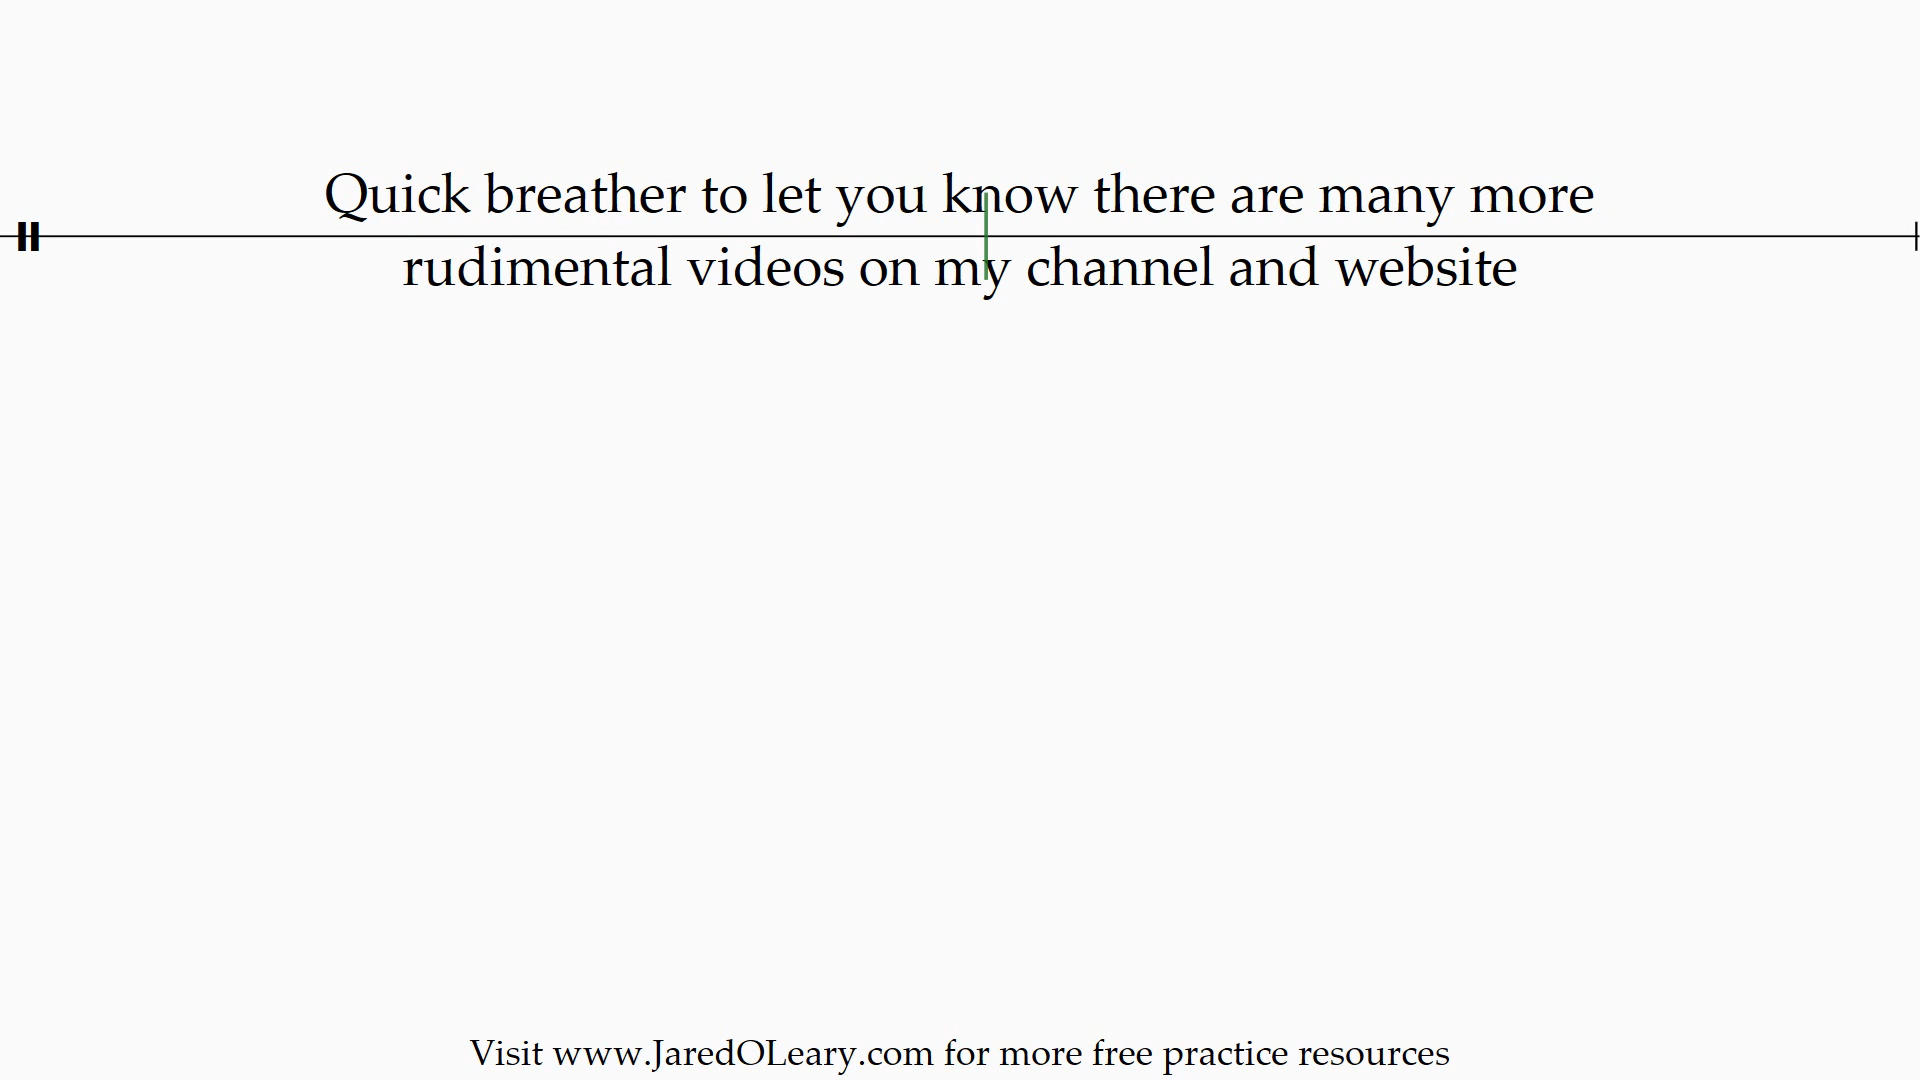 Quick breather to let you know there are many more
rudimental videos on my channel and website
Visit www.JaredOLeary.com for more free practice resources